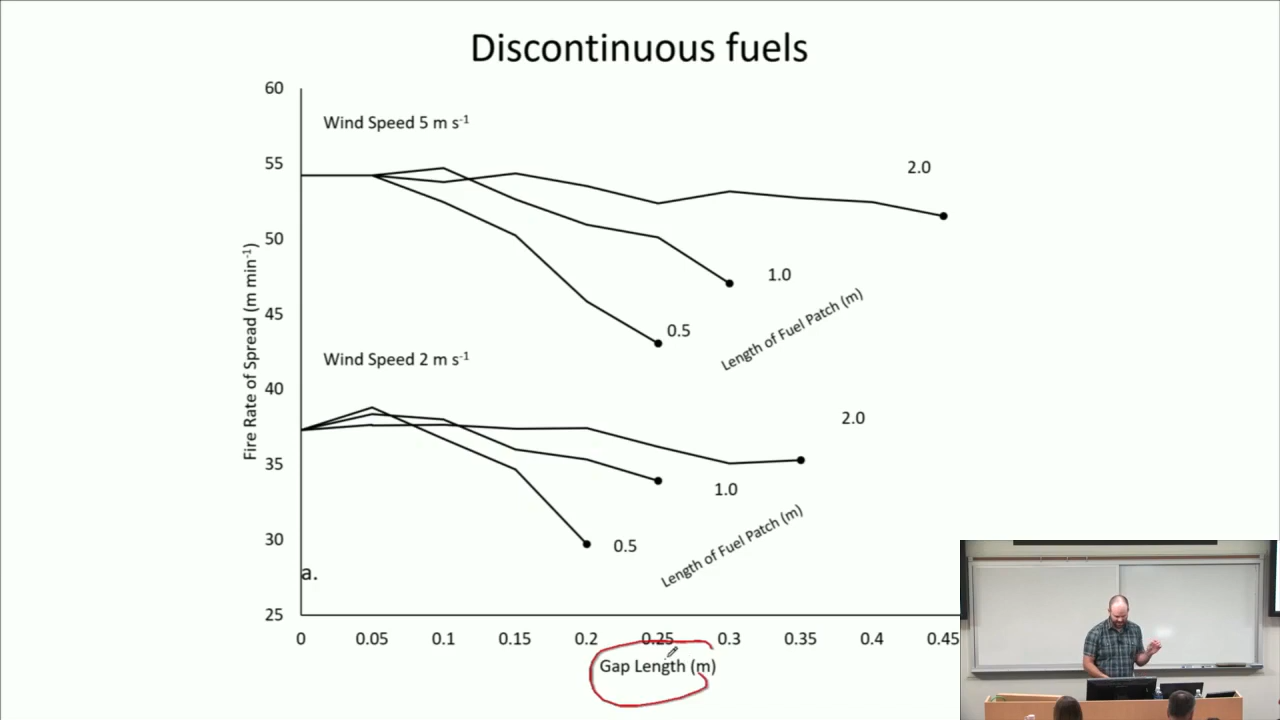 Discontinuous fuels
60
Wind Speed 5 m s-1
55
2.0
50
1.0
Length of Fuel Patch (m)
45
0.5
Wind Speed 2 m s-1
40
2.0
35
1.0
Length of Fuel Patch (m)
30
0.5
a.
25
Fire Rate of Spread (m min-1)
0 0.05 0.1 0.15 0.2 0.25 0.3 0.35 0.4 0.45
Gap Length (m)